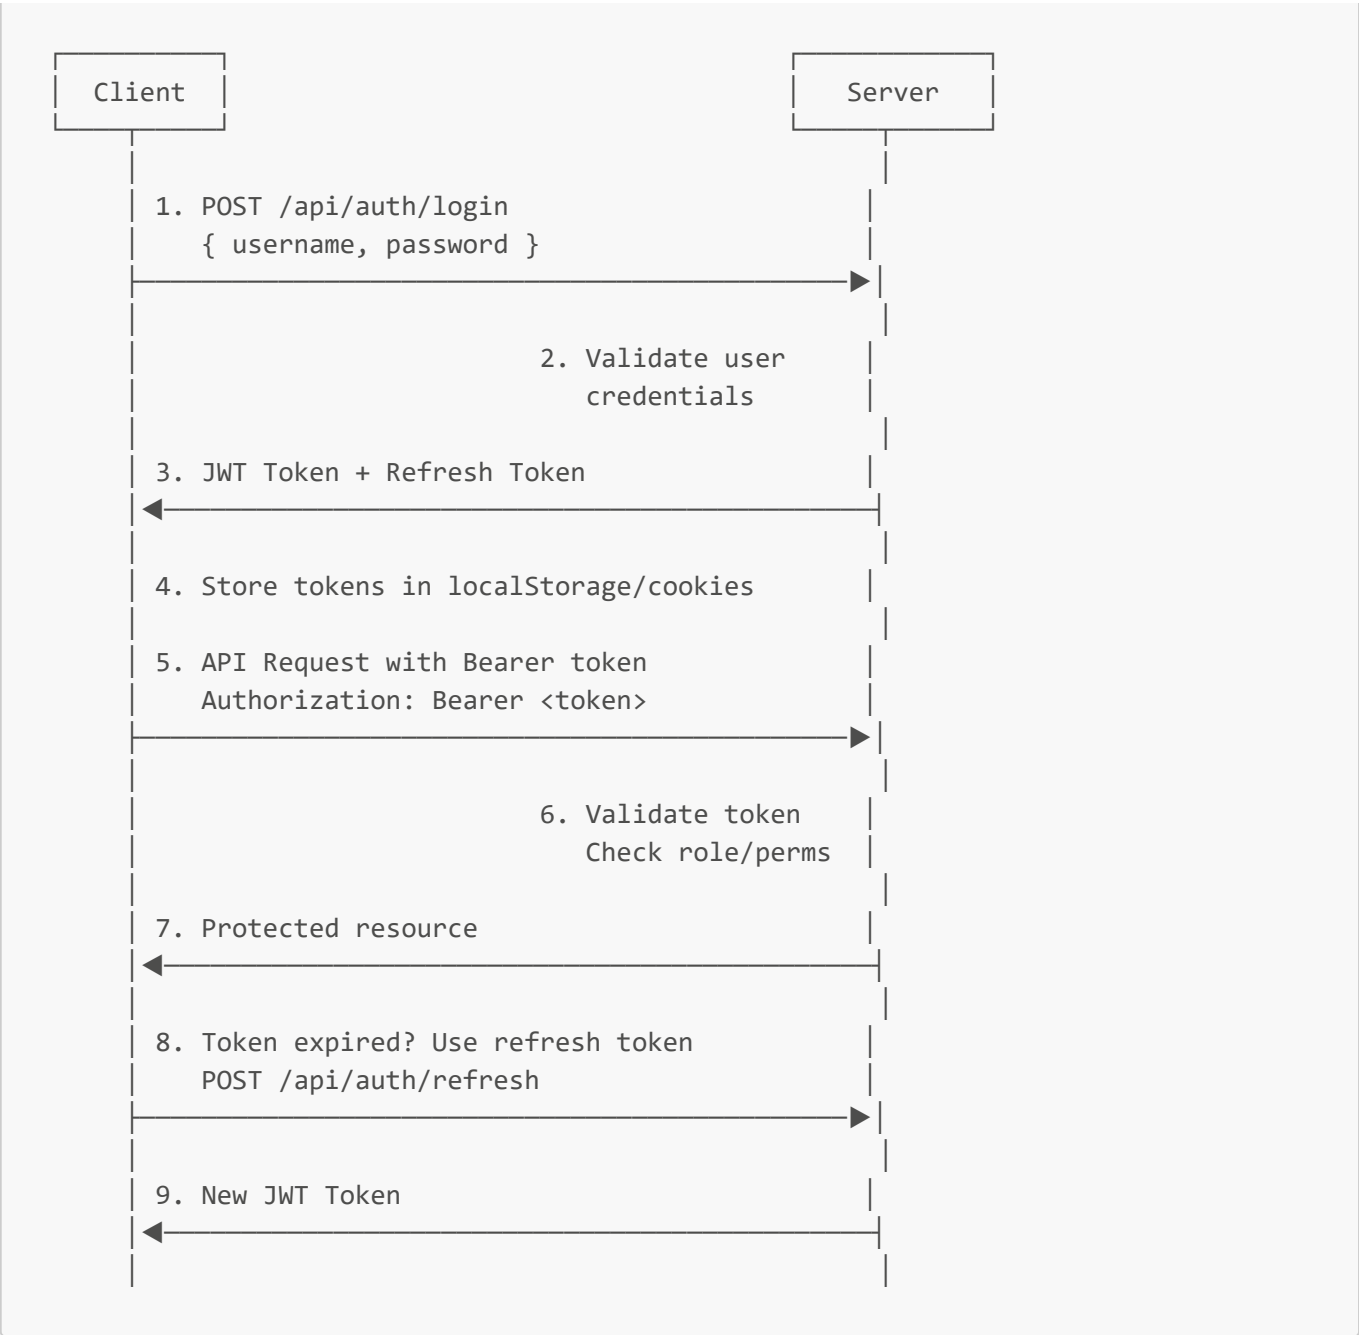 Client
Server
1. POST /api/auth/login
{ username, password }
2. Validate user
credentials
3. JWT Token + Refresh Token
4. Store tokens in localStorage/cookies
5. API Request with Bearer token
Authorization: Bearer <token>
6. Validate token
Check role/perms
7. Protected resource
8. Token expired? Use refresh token
POST /api/auth/refresh
9. New JWT Token